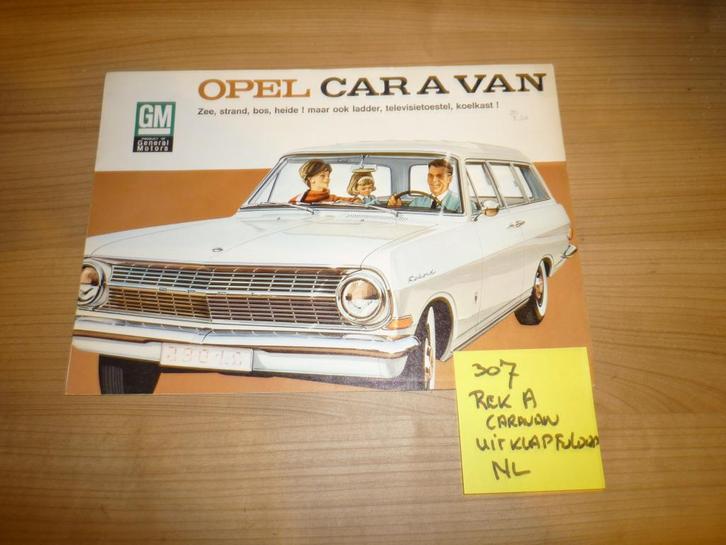 OPEL CARAVAN
Zee, strand, bos, heide ! maar ook ladder, televisietoestel, koelkast !
GM
PRODUCT OF
General
Motors
Rekord
307
REK A
CARAVAN
NL